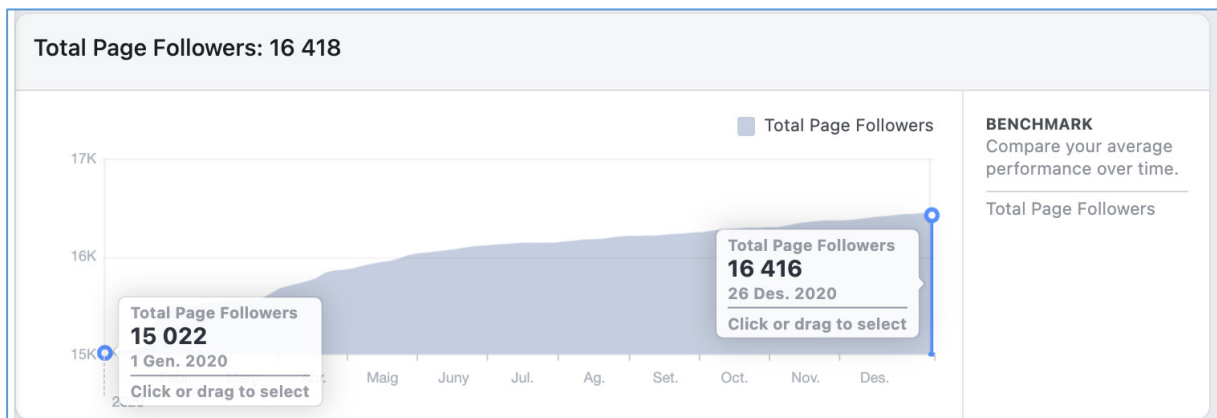 Total Page Followers: 16 418
Total Page Followers
BENCHMARK
Compare your average
performance over time.
Total Page Followers
17K
16K
15K
Total Page Followers
16 416
26 Des. 2020
Click or drag to select
Total Page Followers
15 022
1 Gen. 2020
Click or drag to select
Maig
Juny
Jul.
Ag.
Set.
Oct.
Nov.
Des.